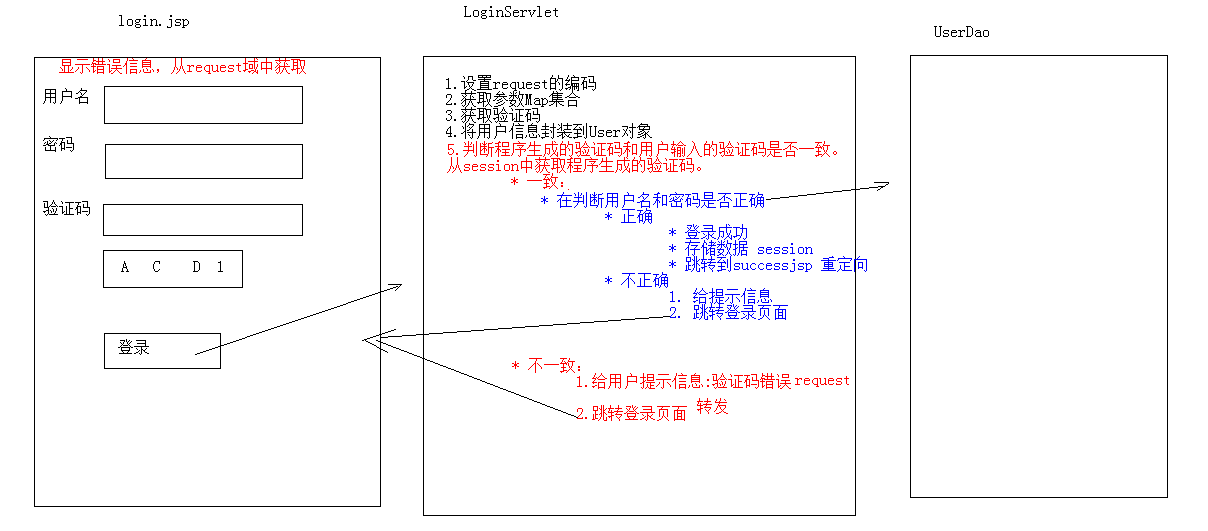 login.jsp
LoginServlet
UserDao
显示错误信息，从request域中获取
用户名
密码
验证码
A C D 1
登录
1.设置request的编码
2.获取参数Map集合
3.获取验证码
4.将用户信息封装到User对象
5.判断程序生成的验证码和用户输入的验证码是否一致。
从session中获取程序生成的验证码。
* 一致：
* 在判断用户名和密码是否正确
* 正确
* 登录成功
* 存储数据 session
* 跳转到successjsp 重定向
* 不正确
1. 给提示信息
2. 跳转登录页面
* 不一致：
1.给用户提示信息:验证码错误 request
2.跳转登录页面 转发